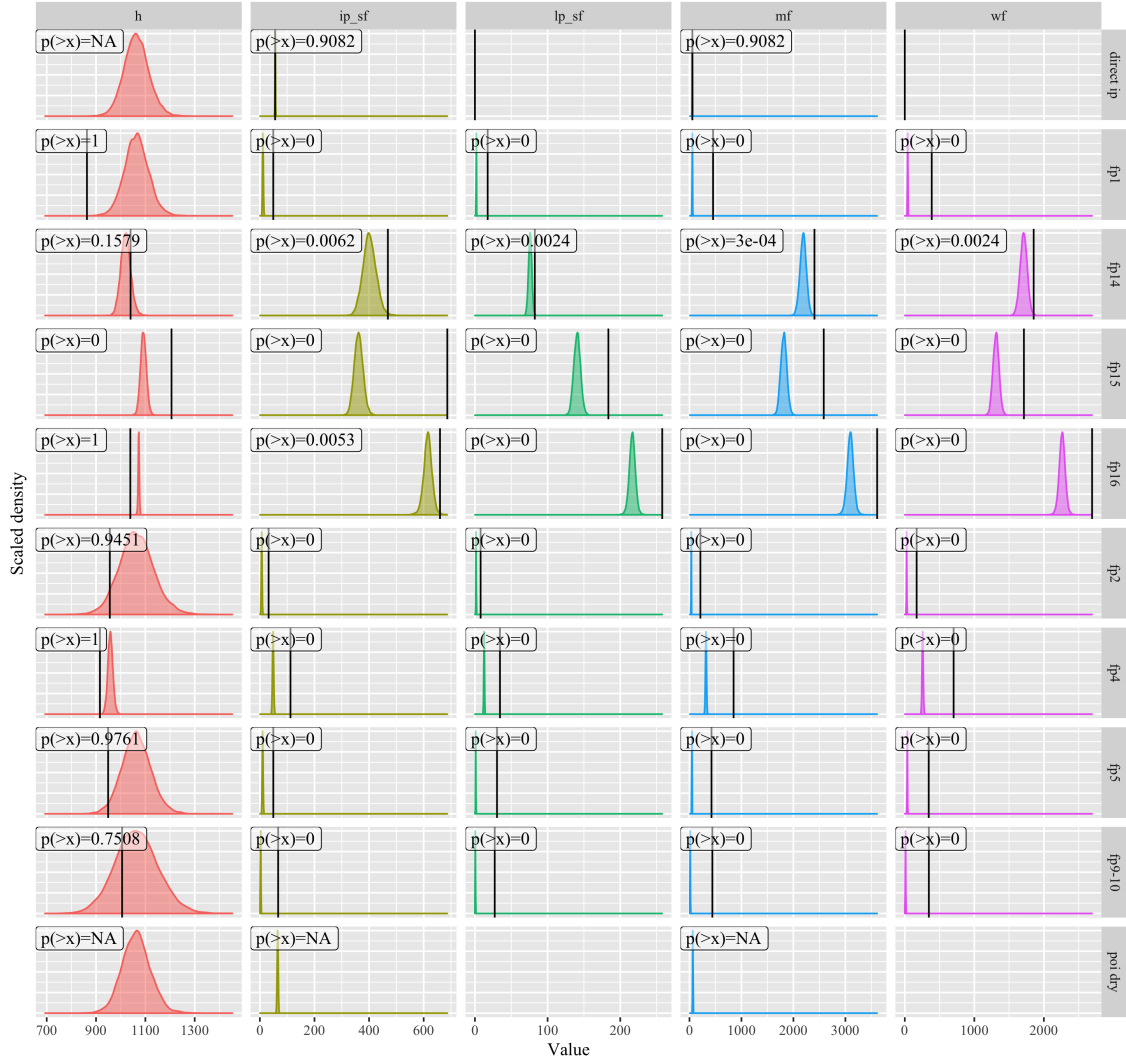 h ip_sf lp_sf mf wf
p(>x)=NA p(>x)=0.9082 p(>x)=0.9082 direct ip
p(>x)=1 p(>x)=0 p(>x)=0 p(>x)=0 p(>x)=0 fp1
p(>x)=0.1579 p(>x)=0.0062 p(>x)=0.0024 p(>x)=3e-04 p(>x)=0.0024 fp14
p(>x)=0 p(>x)=0 p(>x)=0 p(>x)=0 p(>x)=0 fp15
p(>x)=1 p(>x)=0.0053 p(>x)=0 p(>x)=0 p(>x)=0 fp16
Scaled density
p(>x)=0.9451 p(>x)=0 p(>x)=0 p(>x)=0 p(>x)=0 fp2
p(>x)=1 p(>x)=0 p(>x)=0 p(>x)=0 p(>x)=0 fp4
p(>x)=0.9761 p(>x)=0 p(>x)=0 p(>x)=0 p(>x)=0 fp5
p(>x)=0.7508 p(>x)=0 p(>x)=0 p(>x)=0 p(>x)=0 fp9-10
p(>x)=NA p(>x)=NA p(>x)=NA poi dry
700 900 1100 1300 0 200 400 600 0 100 200 0 1000 2000 3000 0 1000 2000
Value